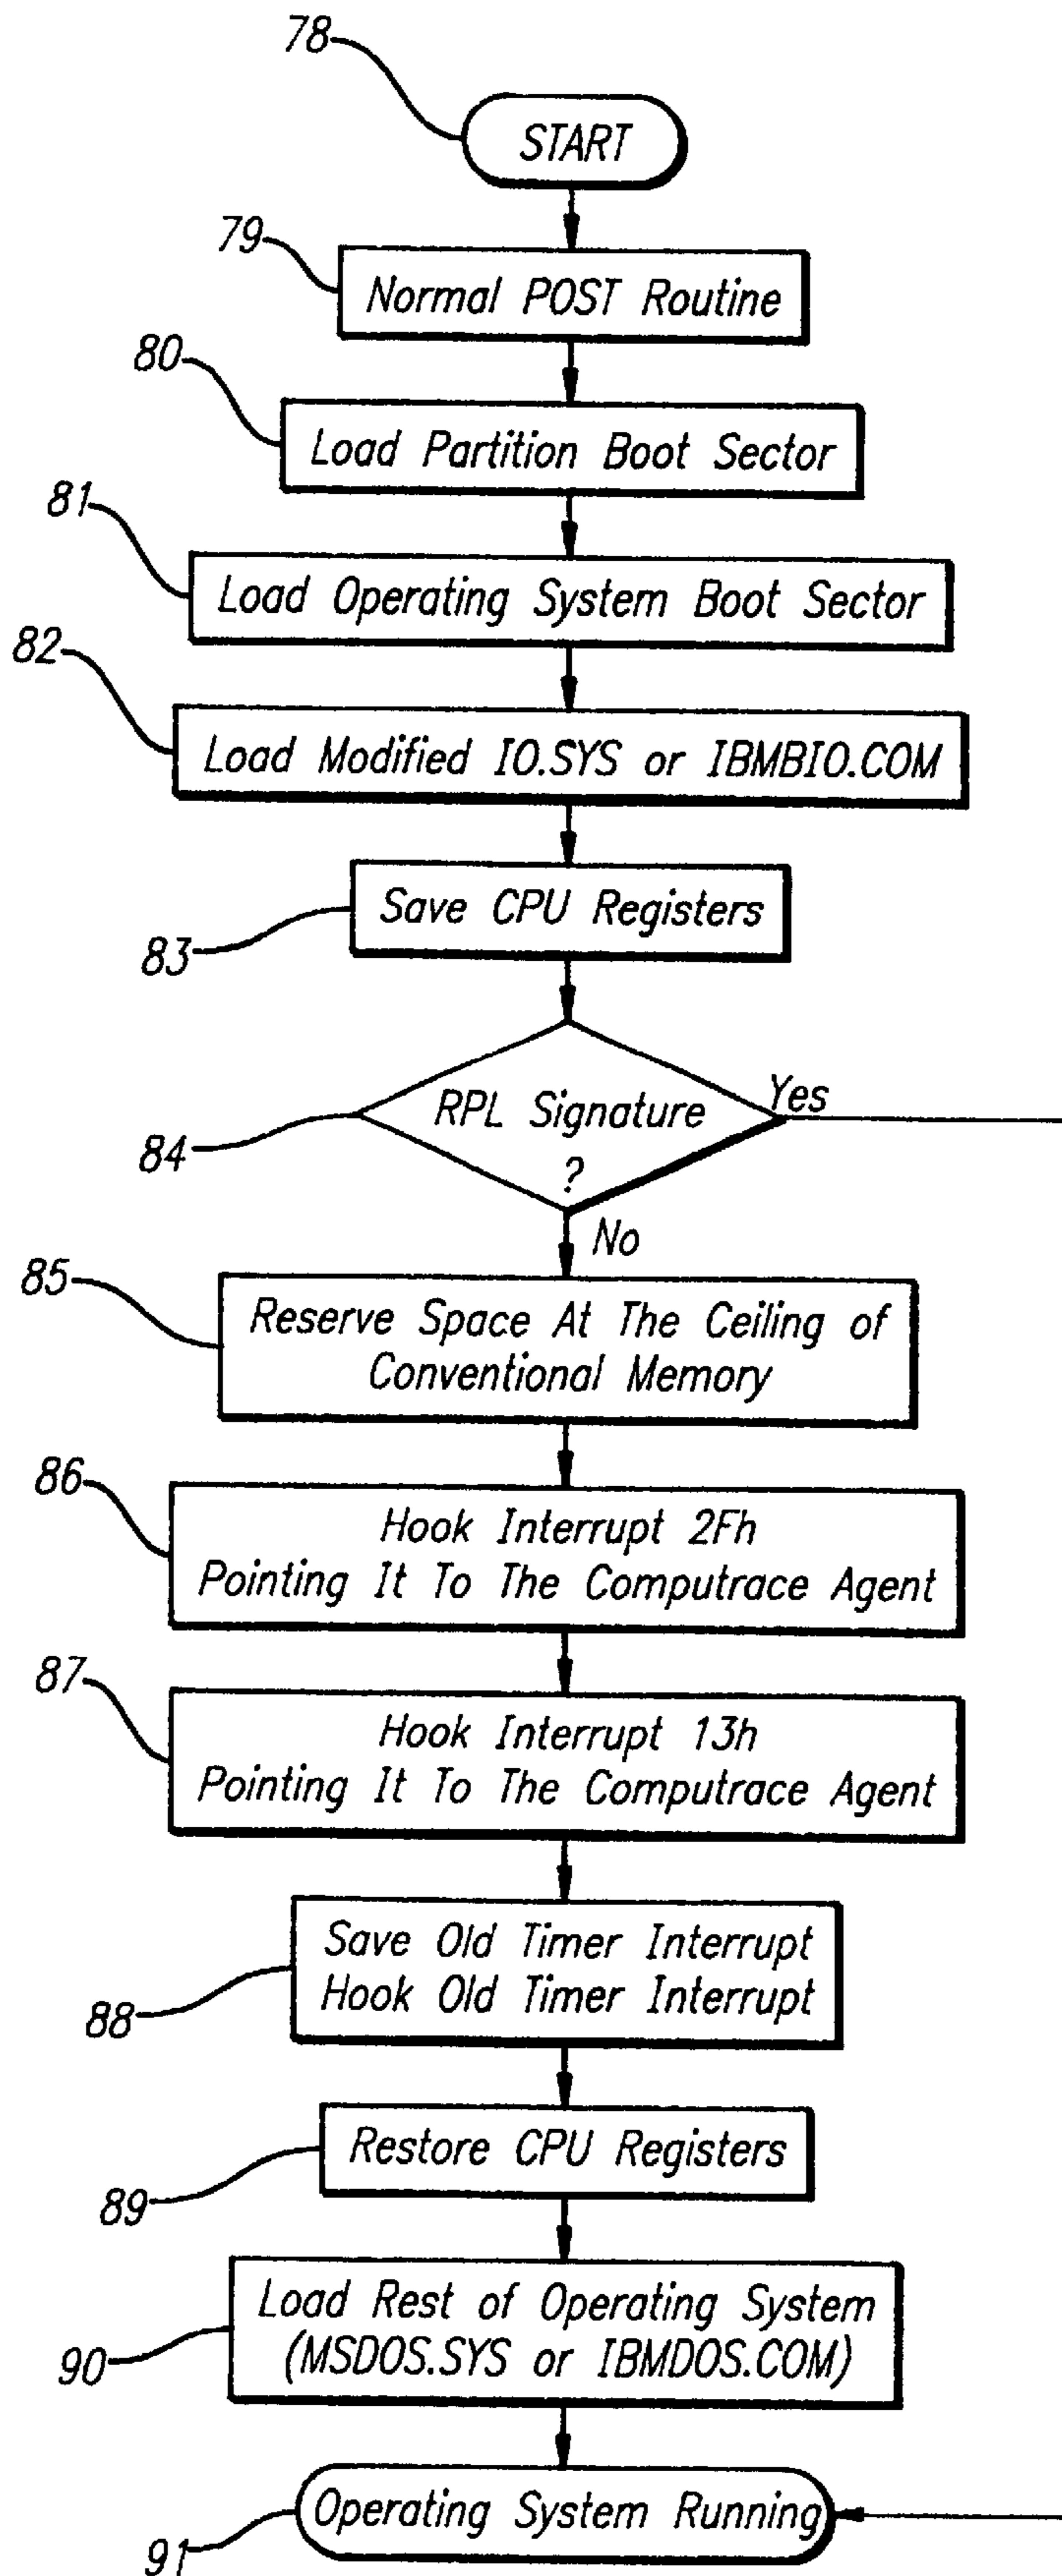 78
START
79
Normal POST Routine
80
Load Partition Boot Sector
81
Load Operating System Boot Sector
82
Load Modified IO.SYS or IBMBIO.COM
83
Save CPU Registers
84
RPL Signature
?
Yes
No
85
Reserve Space At The Ceiling of
Conventional Memory
86
Hook Interrupt 2Fh
Pointing It To The Computrace Agent
87
Hook Interrupt 13h
Pointing It To The Computrace Agent
88
Save Old Timer Interrupt
Hook Old Timer Interrupt
89
Restore CPU Registers
90
Load Rest of Operating System
(MSDOS.SYS or IBMDOS.COM)
91
Operating System Running